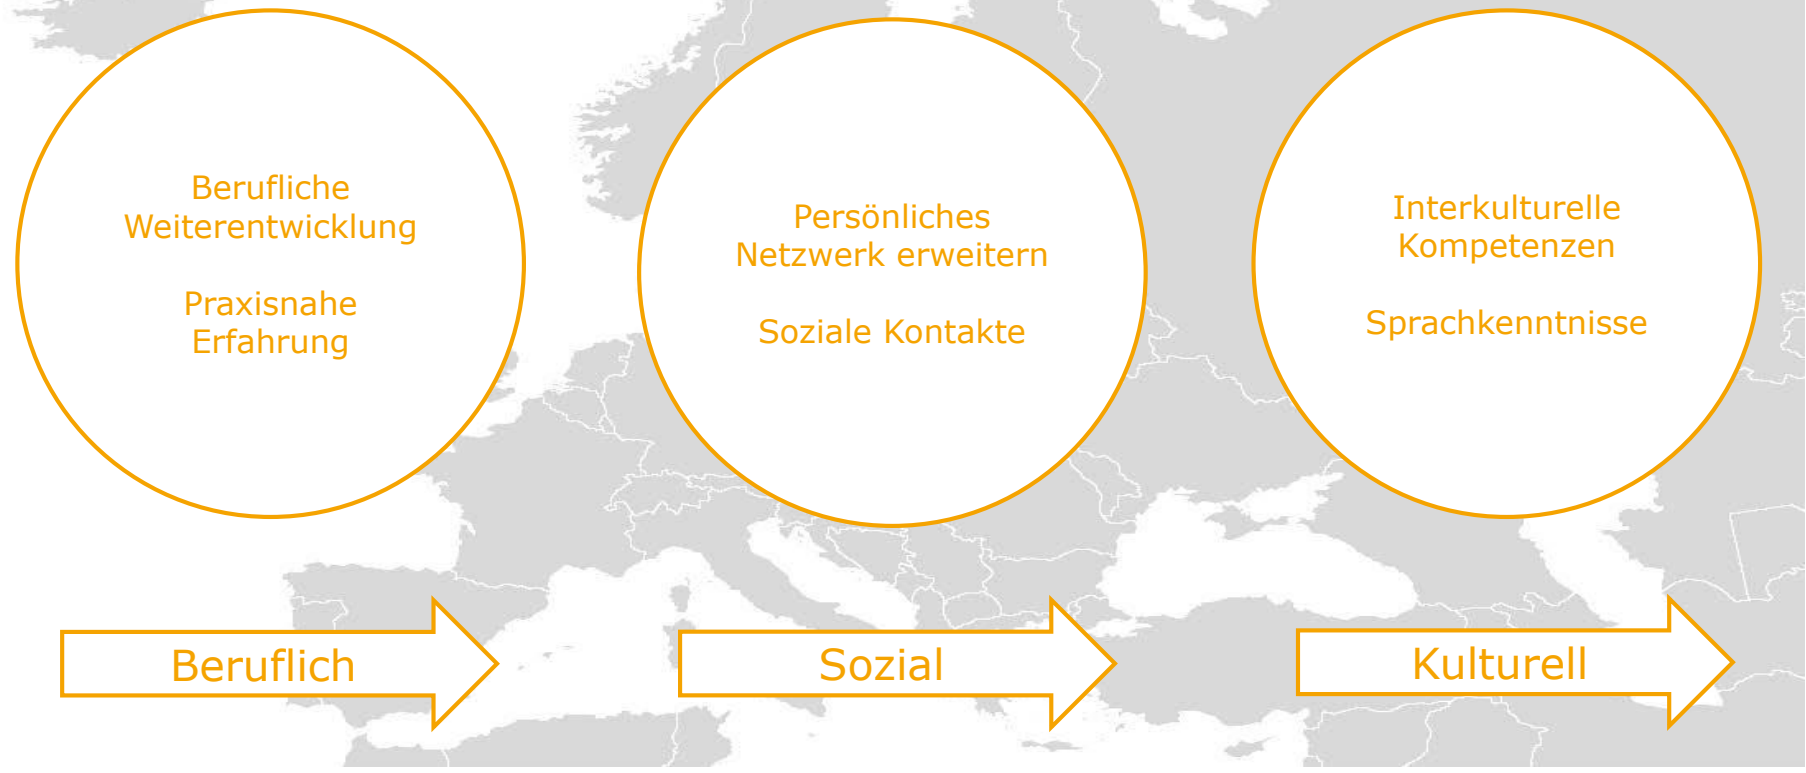 Berufliche
Weiterentwicklung
Praxisnahe
Erfahrung
Persönliches
Netzwerk erweitern
Soziale Kontakte
Interkulturelle
Kompetenzen
Sprachkenntnisse
Beruflich
Sozial
Kulturell